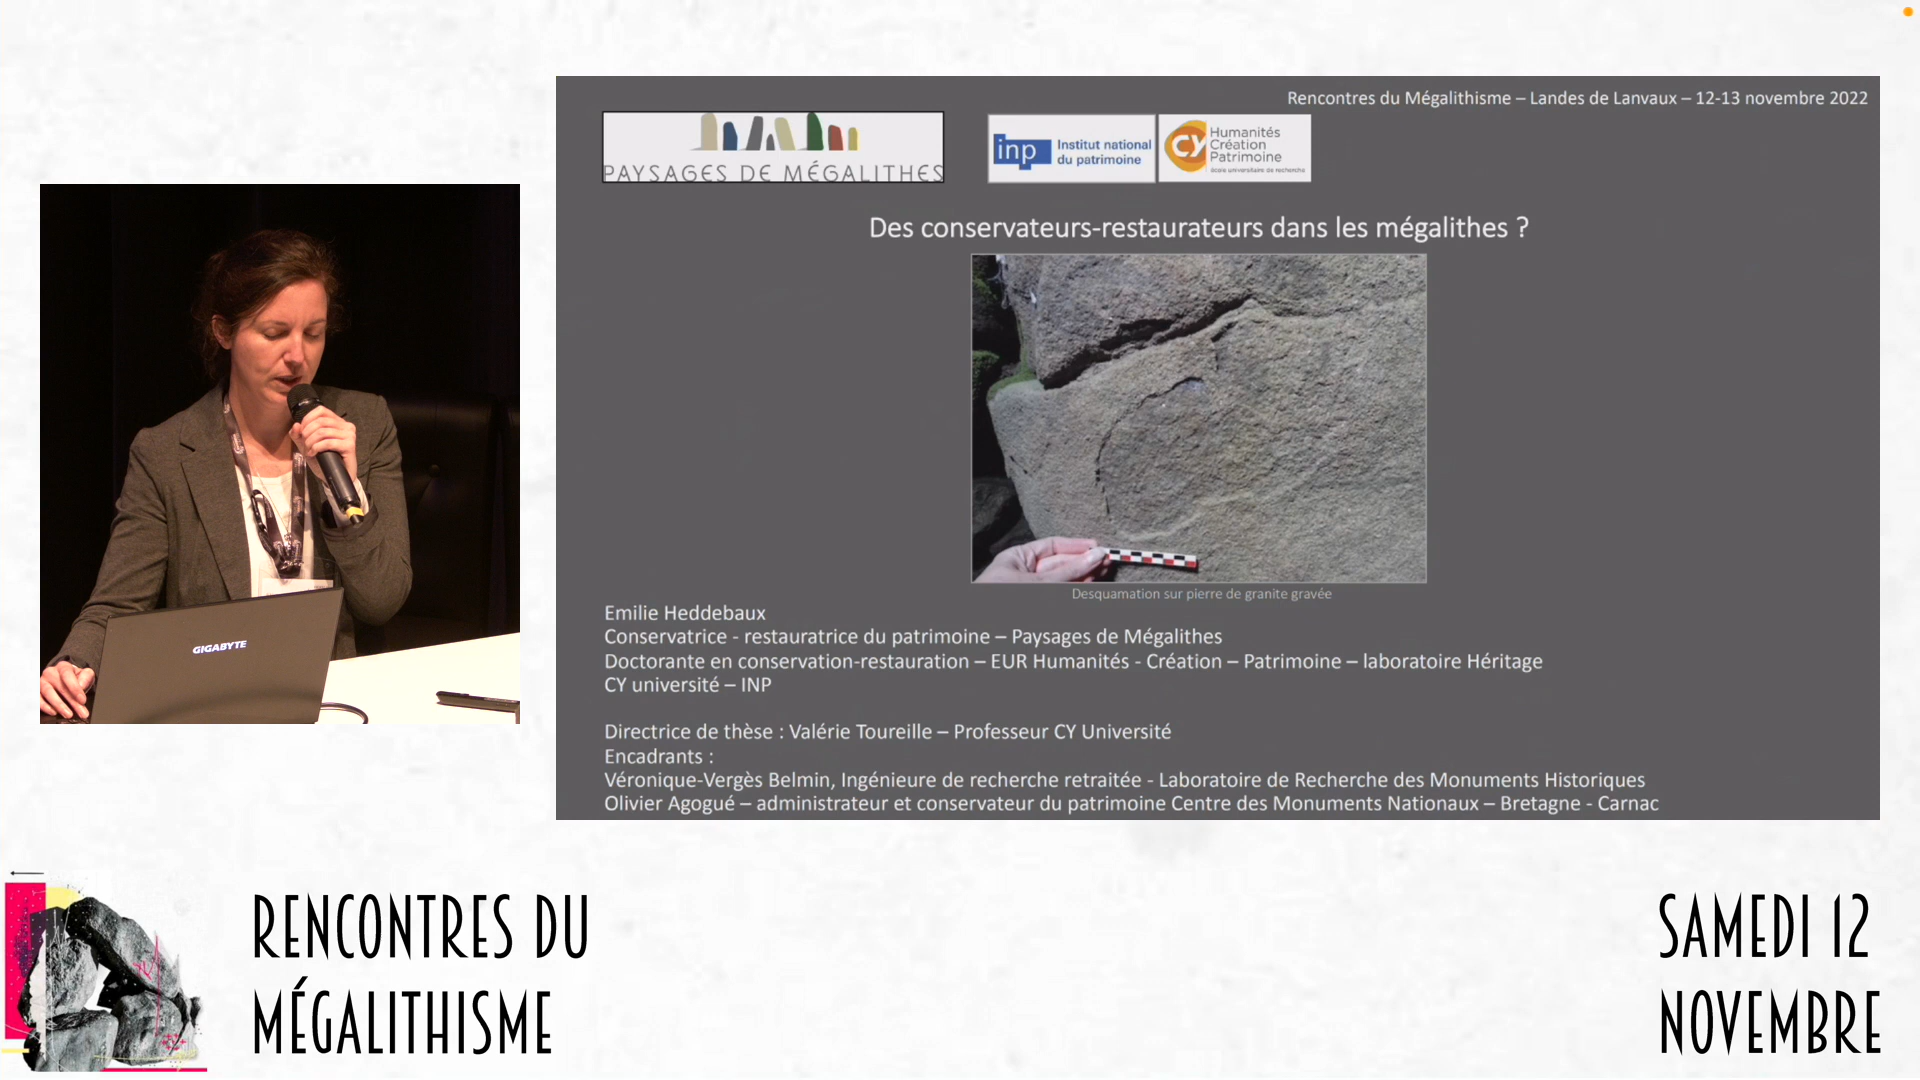 Rencontres du Mégalithisme – Landes de Lanvaux – 12-13 novembre 2022
PAYSAGES DE MÉGALITHES
inp Institut national
du patrimoine
CY Humanités
Création
Patrimoine
école universitaire de recherche
Des conservateurs-restaurateurs dans les mégalithes ?
Desquamation sur pierre de granite gravée
Emilie Heddebaux
Conservatrice - restauratrice du patrimoine – Paysages de Mégalithes
Doctorante en conservation-restauration – EUR Humanités - Création – Patrimoine – laboratoire Héritage
CY université – INP
Directrice de thèse : Valérie Toureille – Professeur CY Université
Encadrants :
Véronique-Vergès Belmin, Ingénieure de recherche retraitée - Laboratoire de Recherche des Monuments Historiques
Olivier Agogué – administrateur et conservateur du patrimoine Centre des Monuments Nationaux – Bretagne - Carnac
GIGABYTE
RENCONTRES DU
MÉGALITHISME
SAMEDI 12
NOVEMBRE